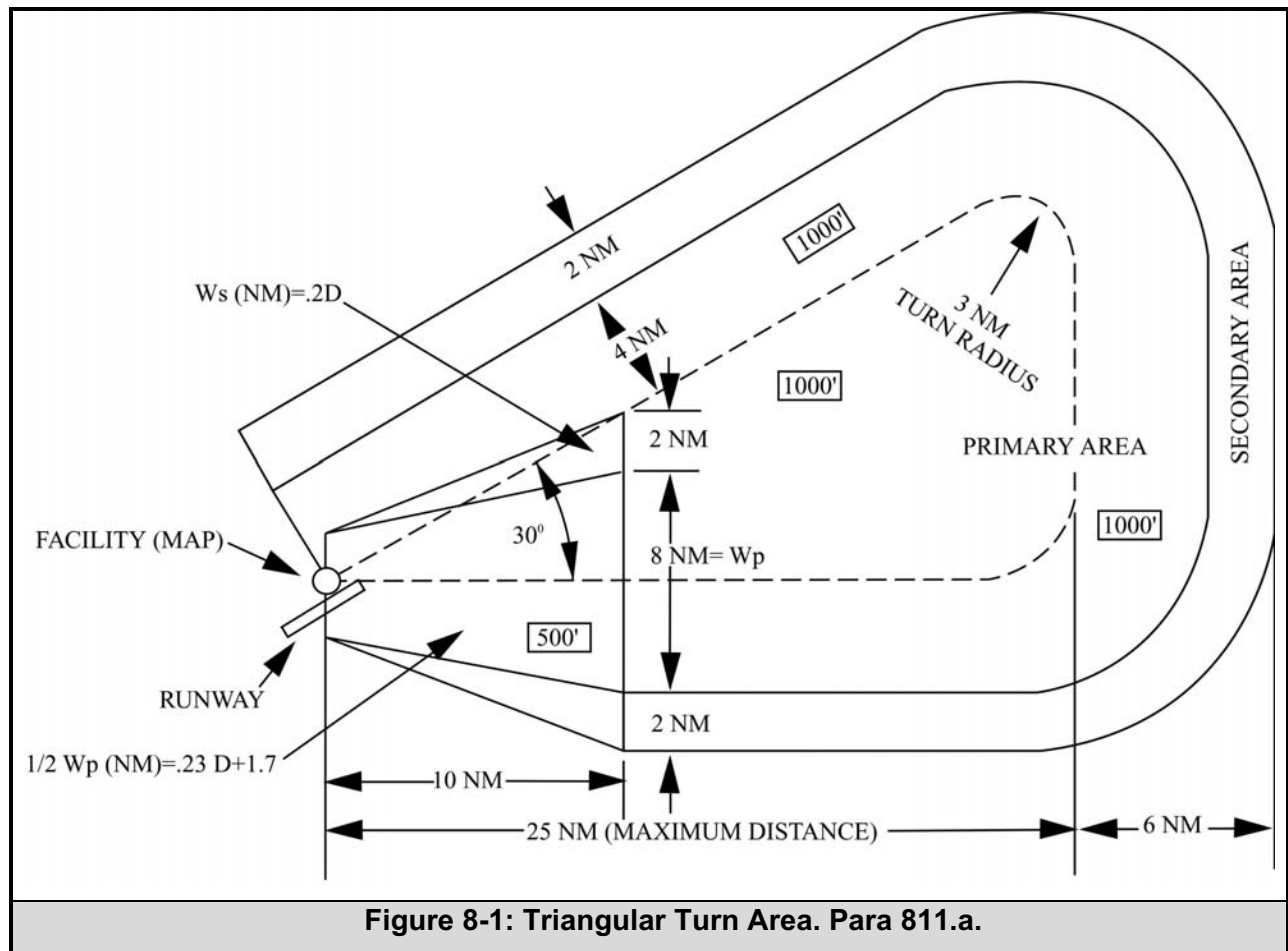 2 NM
1000'
Ws (NM)=.2D
4 NM
3 NM
TURN RADIUS
1000'
2 NM
SECONDARY AREA
PRIMARY AREA
1000'
FACILITY (MAP)
30⁰
8 NM= Wp
500'
RUNWAY
2 NM
1/2 Wp (NM)=.23 D+1.7
10 NM
25 NM (MAXIMUM DISTANCE)
6 NM
Figure 8-1: Triangular Turn Area. Para 811.a.